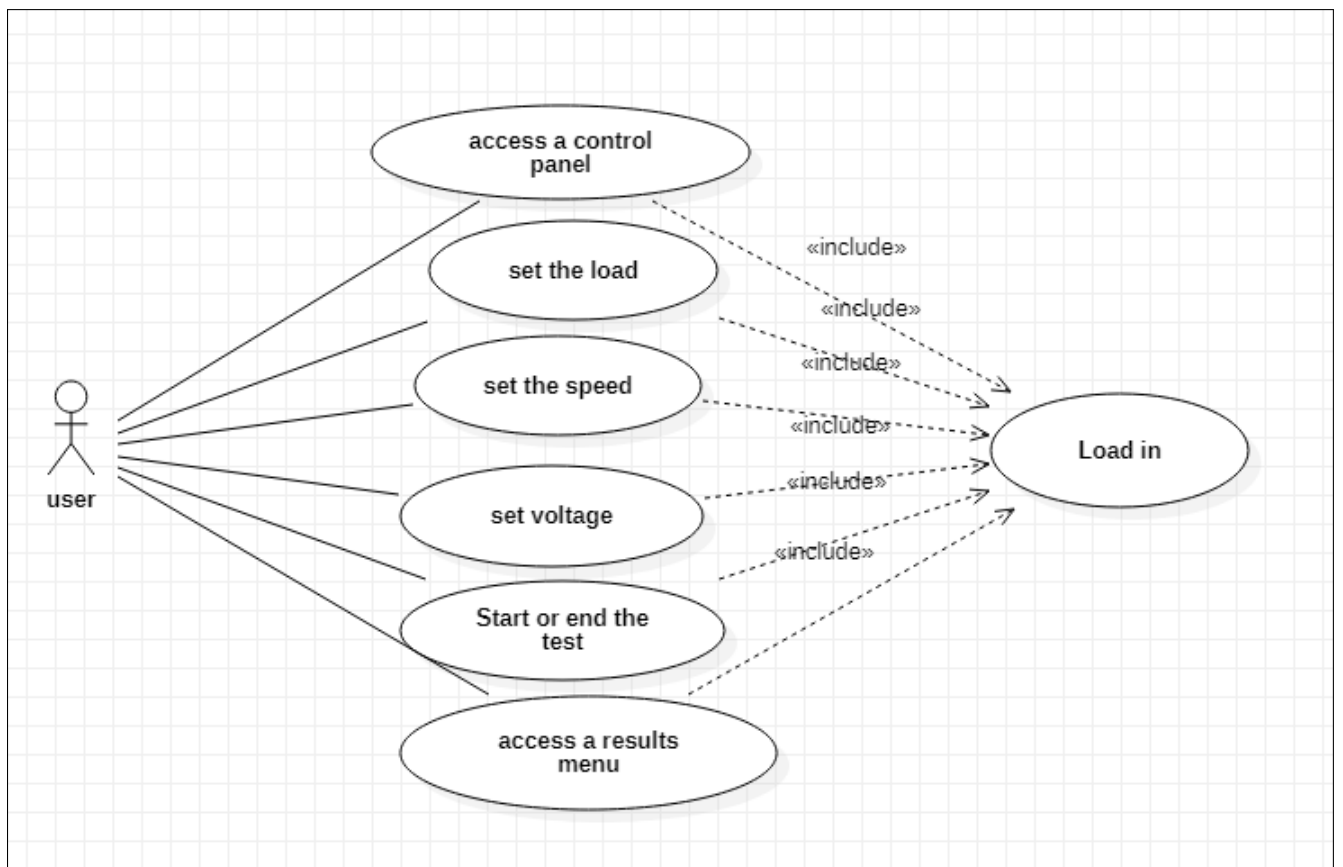 access a control
panel
«include»
set the load
«include»
«include»
set the speed
«include»
Load in
«include»
user
set voltage
«include»
Start or end the
test
access a results
menu